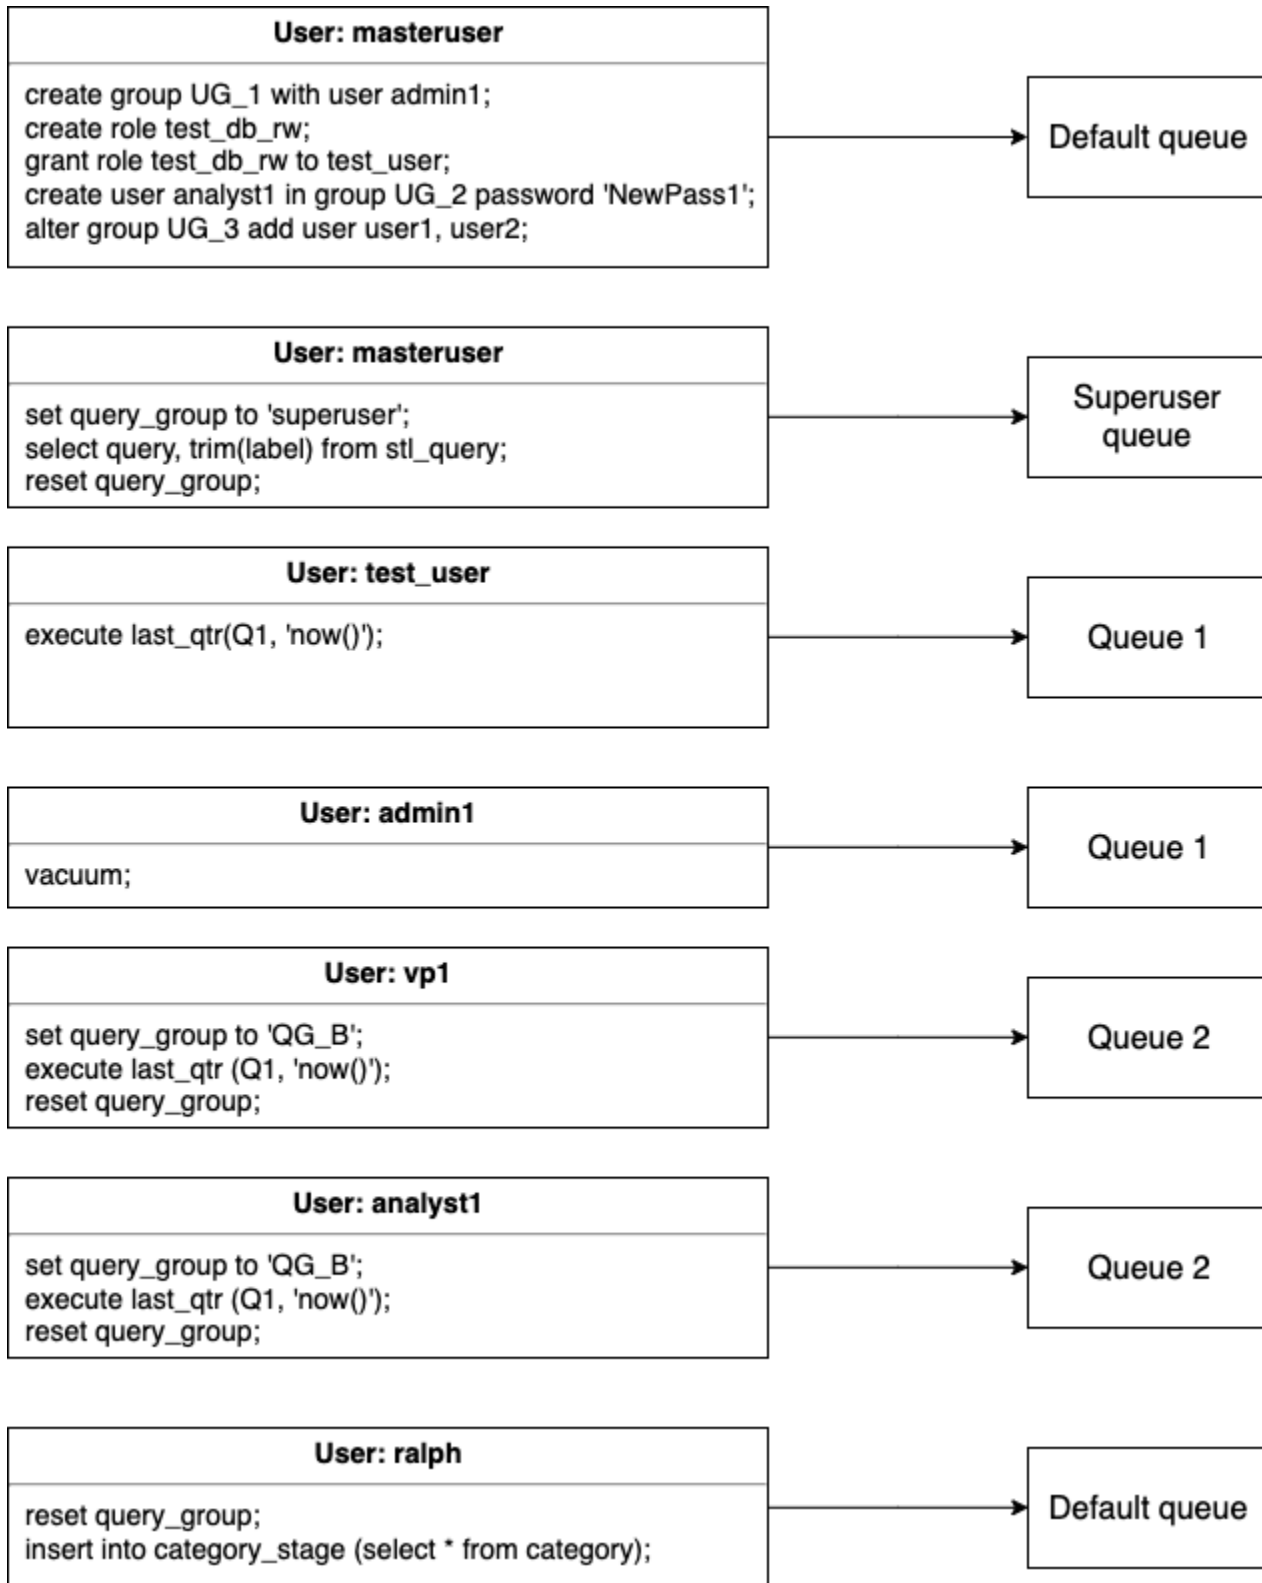 User: masteruser
create group UG_1 with user admin1;
create role test_db_rw;
grant role test_db_rw to test_user;
create user analyst1 in group UG_2 password 'NewPass1';
alter group UG_3 add user user1, user2;
Default queue
User: masteruser
set query_group to 'superuser';
select query, trim(label) from stl_query;
reset query_group;
Superuser
queue
User: test_user
execute last_qtr(Q1, 'now()');
Queue 1
User: admin1
vacuum;
Queue 1
User: vp1
set query_group to 'QG_B';
execute last_qtr (Q1, 'now()');
reset query_group;
Queue 2
User: analyst1
set query_group to 'QG_B';
execute last_qtr (Q1, 'now()');
reset query_group;
Queue 2
User: ralph
reset query_group;
insert into category_stage (select * from category);
Default queue